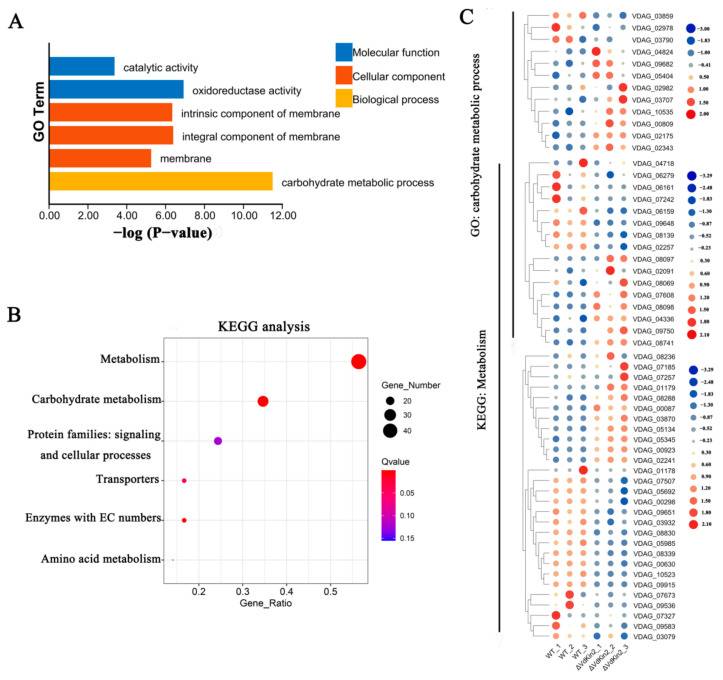 A
GO Term
catalytic activity
oxidoreductase activity
intrinsic component of membrane
integral component of membrane
membrane
carbohydrate metabolic process
0.00 2.00 4.00 6.00 8.00 10.00 12.00
−log (P−value)
Molecular function
Cellular component
Biological process
B
KEGG analysis
Metabolism
Carbohydrate metabolism
Protein families: signaling
and cellular processes
Transporters
Enzymes with EC numbers
Amino acid metabolism
0.2 0.3 0.4 0.5
Gene_Ratio
Gene_Number
20
30
40
Qvalue
0.05
0.10
0.15
C
GO: carbohydrate metabolic process
KEGG: Metabolism
VDAG_03859
VDAG_02978
VDAG_03790
VDAG_04824
VDAG_09682
VDAG_05404
VDAG_02982
VDAG_03707
VDAG_10535
VDAG_00809
VDAG_02175
VDAG_02343
VDAG_04718
VDAG_06279
VDAG_06161
VDAG_07242
VDAG_06159
VDAG_09648
VDAG_08139
VDAG_02257
VDAG_08097
VDAG_02091
VDAG_08069
VDAG_07608
VDAG_08098
VDAG_04336
VDAG_09750
VDAG_08741
VDAG_08236
VDAG_07185
VDAG_07257
VDAG_01179
VDAG_08288
VDAG_00087
VDAG_03870
VDAG_05134
VDAG_05345
VDAG_00923
VDAG_02241
VDAG_01178
VDAG_07507
VDAG_05692
VDAG_00298
VDAG_09651
VDAG_03932
VDAG_08830
VDAG_05985
VDAG_08339
VDAG_00630
VDAG_10523
VDAG_09915
VDAG_07673
VDAG_09536
VDAG_07327
VDAG_09583
VDAG_03079
WT_1 WT_2 WT_3 ΔVdKin2_1 ΔVdKin2_2 ΔVdKin2_3
−3.00
−1.83
−1.00
−0.41
0.50
1.00
1.50
2.00
−3.29
−2.48
−1.83
−1.30
−0.87
−0.52
−0.23
0.30
0.60
0.90
1.20
1.50
1.80
2.10
−3.29
−2.48
−1.83
−1.30
−0.87
−0.52
−0.23
0.30
0.60
0.90
1.20
1.50
1.80
2.10